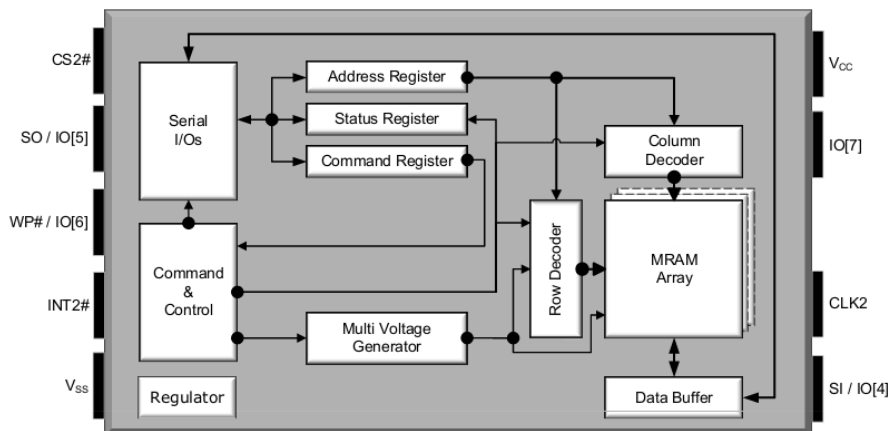 CS2#
SO / IO[5]
WP# / IO[6]
INT2#
VSS
Serial
I/Os
Command
&
Control
Regulator
Address Register
Status Register
Command Register
Multi Voltage
Generator
Row Decoder
Column
Decoder
MRAM
Array
Data Buffer
VCC
IO[7]
CLK2
SI / IO[4]